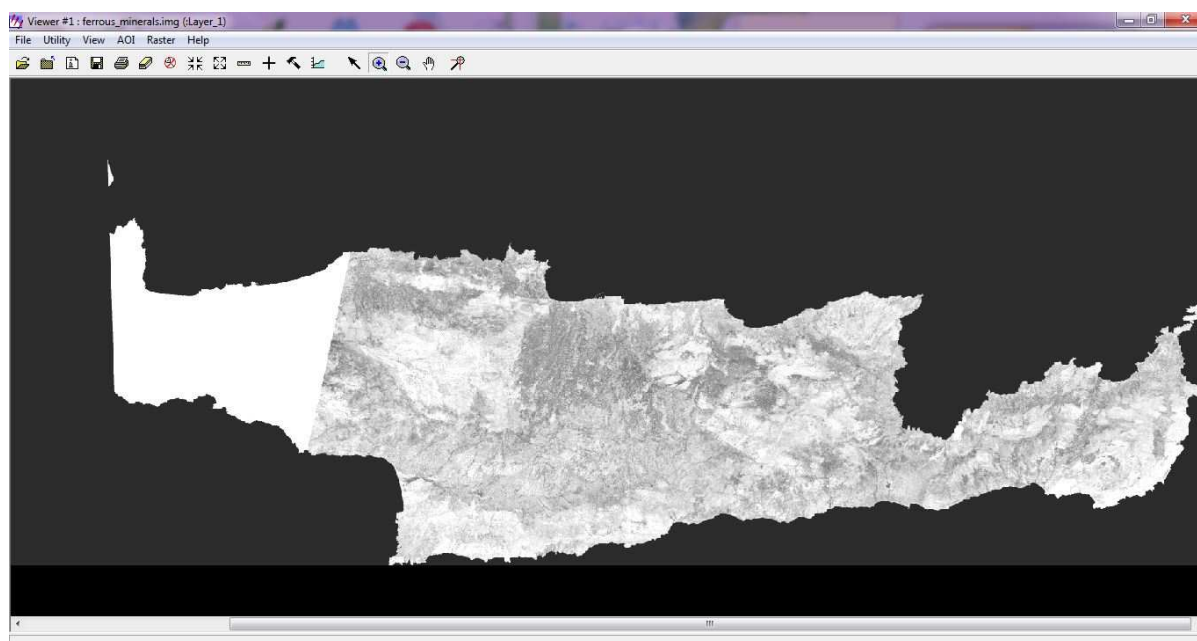 Viewer #1 : ferrous_minerals.img (:Layer_1)
File Utility View AOI Raster Help